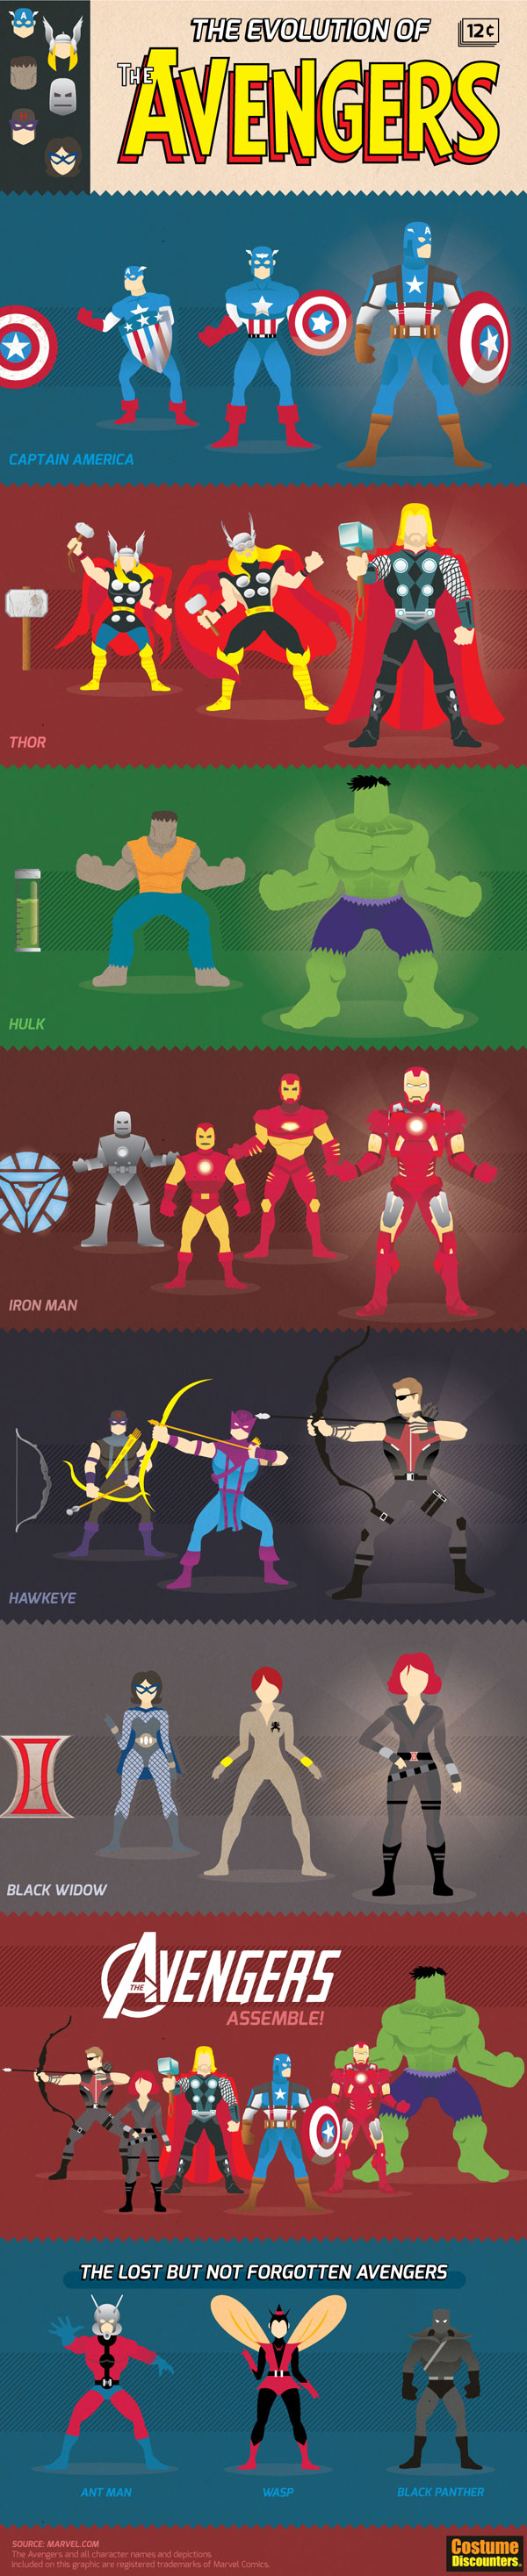 THE EVOLUTION OF
12¢
THE
AVENGERS
CAPTAIN AMERICA
THOR
HULK
IRON MAN
HAWKEYE
BLACK WIDOW
THE
AVENGERS
ASSEMBLE!
THE LOST BUT NOT FORGOTTEN AVENGERS
ANT MAN
WASP
BLACK PANTHER
SOURCE: MARVEL.COM
The Avengers and all character names and depictions
included on this graphic are registered trademarks of Marvel Comics.
Costume
Discounters.